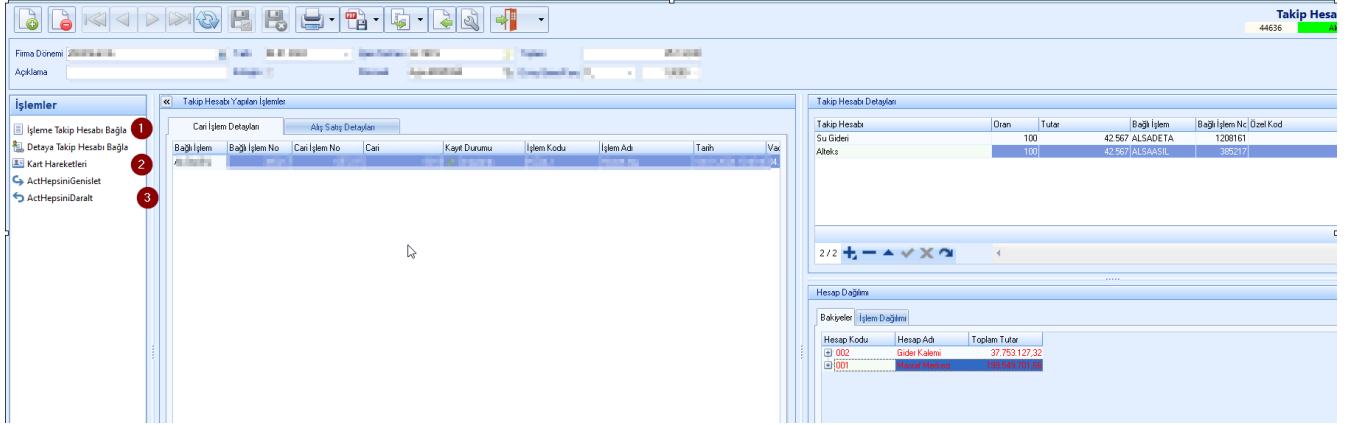 Takip Hesa
44636
Firma Dönemi
Açıklama
İşlemler
İşleme Takip Hesabı Bağla 1
Detaya Takip Hesabı Bağla
Kart Hareketleri 2
ActHepsiniGenislet
ActHepsiniDaralt 3
« Takip Hesabı Yapılan İşlemler
Cari İşlem Detayları Alış Satış Detayları
Bağlı İşlem Bağlı İşlem No Cari İşlem No Cari Kayıt Durumu İşlem Kodu İşlem Adı Tarih Vad
Takip Hesabı Detayları
Takip Hesabı Oran Tutar Bağlı İşlem Bağlı İşlem Nc Özel Kod
Su Gideri 100 42.567 ALSADETA 1208161
Alteks 100 42.567 ALSAASIL 385217
2 / 2
Hesap Dağılımı
Bakiyeler İşlem Dağılımı
Hesap Kodu Hesap Adı Toplam Tutar
002 Gider Kalemi 37.753.127,32
001